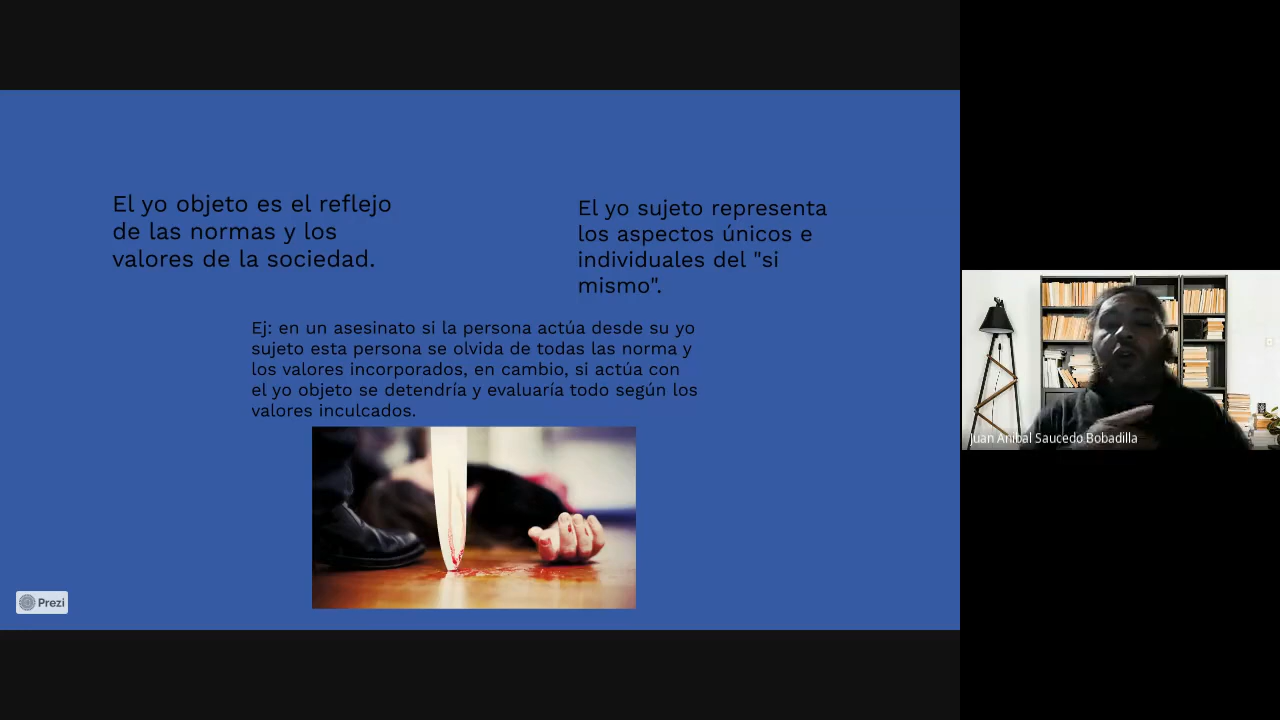 El yo objeto es el reflejo
de las normas y los
valores de la sociedad.
El yo sujeto representa
los aspectos únicos e
individuales del "si
mismo".
Ej: en un asesinato si la persona actúa desde su yo
sujeto esta persona se olvida de todas las norma y
los valores incorporados, en cambio, si actúa con
el yo objeto se detendría y evaluaría todo según los
valores inculcados.
Prezi
Juan Anibal Saucedo Bobadilla